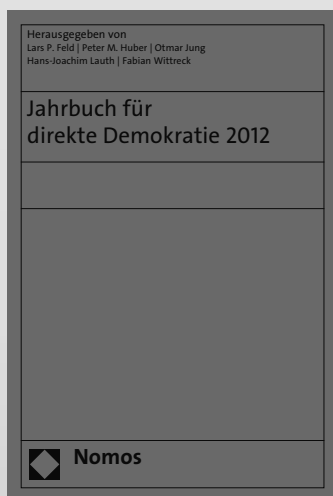 Herausgegeben von
Lars P. Feld | Peter M. Huber | Otmar Jung
Hans-Joachim Lauth | Fabian Wittreck
Jahrbuch für
direkte Demokratie 2012
Nomos